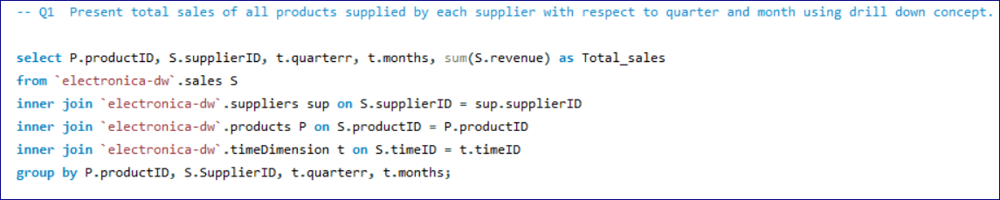 -- Q1  Present total sales of all products supplied by each supplier with respect to quarter and month using drill down concept.
select P.productID, S.supplierID, t.quarterr, t.months, sum(S.revenue) as Total_sales
from `electronica-dw`.sales S
inner join `electronica-dw`.suppliers sup on S.supplierID = sup.supplierID
inner join `electronica-dw`.products P on S.productID = P.productID
inner join `electronica-dw`.timeDimension t on S.timeID = t.timeID
group by P.productID, S.SupplierID, t.quarterr, t.months;